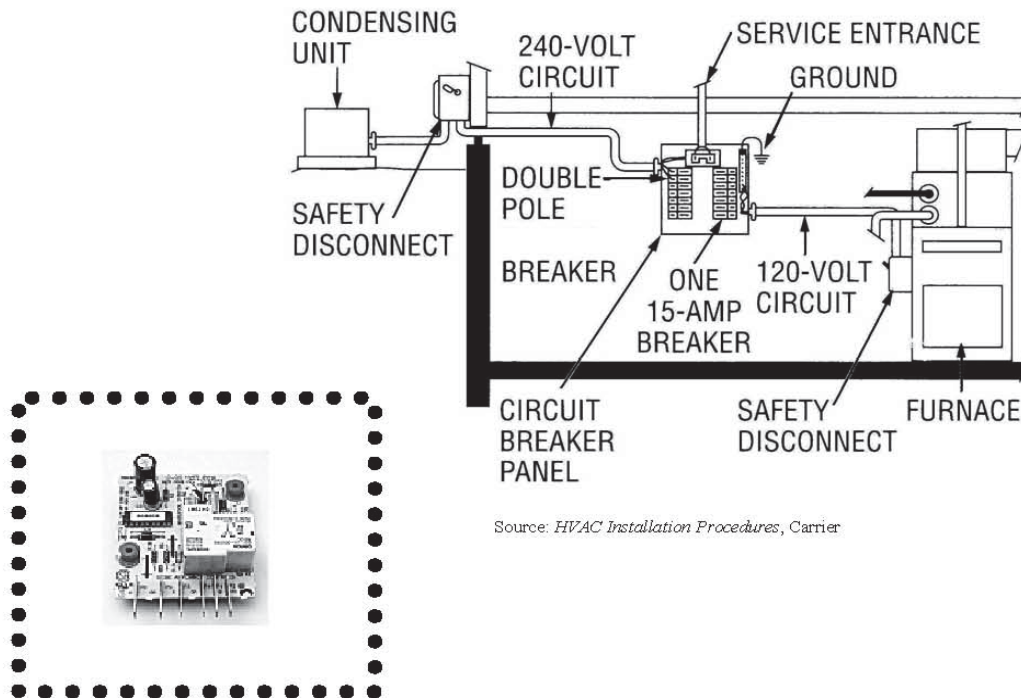 CONDENSING
UNIT
240-VOLT
CIRCUIT
SERVICE ENTRANCE
GROUND
SAFETY
DISCONNECT
DOUBLE
POLE
BREAKER
ONE
15-AMP
BREAKER
120-VOLT
CIRCUIT
CIRCUIT
BREAKER
PANEL
SAFETY
DISCONNECT
FURNACE
Source: HVAC Installation Procedures, Carrier